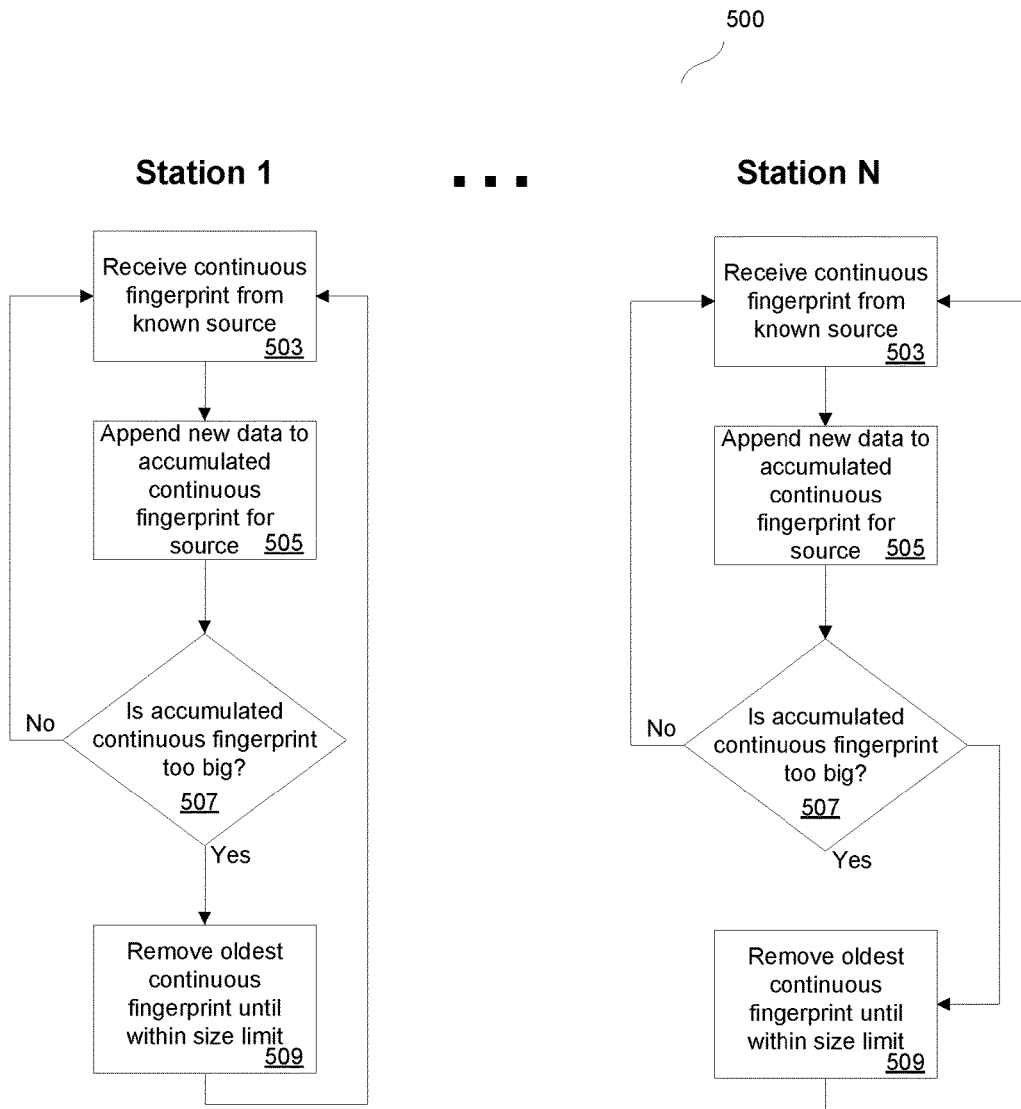 500
Station 1
...
Station N
Receive continuous
fingerprint from
known source
503
Append new data to
accumulated
continuous
fingerprint for
source 505
Is accumulated
continuous fingerprint
too big?
507
No
Yes
Remove oldest
continuous
fingerprint until
within size limit
509
Receive continuous
fingerprint from
known source
503
Append new data to
accumulated
continuous
fingerprint for
source 505
Is accumulated
continuous fingerprint
too big?
507
No
Yes
Remove oldest
continuous
fingerprint until
within size limit
509